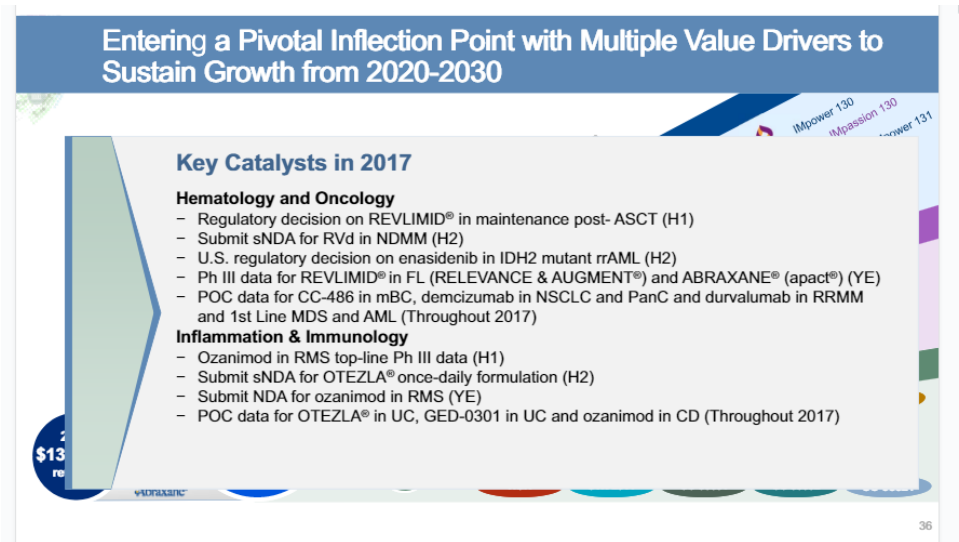 Entering a Pivotal Inflection Point with Multiple Value Drivers to
Sustain Growth from 2020-2030
IMpower 130
IMpassion 130
power 131
Key Catalysts in 2017
Hematology and Oncology
− Regulatory decision on REVLIMID® in maintenance post- ASCT (H1)
− Submit sNDA for RVd in NDMM (H2)
− U.S. regulatory decision on enasidenib in IDH2 mutant rrAML (H2)
− Ph III data for REVLIMID® in FL (RELEVANCE & AUGMENT®) and ABRAXANE® (apact®) (YE)
− POC data for CC-486 in mBC, demcizumab in NSCLC and PanC and durvalumab in RRMM
and 1st Line MDS and AML (Throughout 2017)
Inflammation & Immunology
− Ozanimod in RMS top-line Ph III data (H1)
− Submit sNDA for OTEZLA® once-daily formulation (H2)
− Submit NDA for ozanimod in RMS (YE)
− POC data for OTEZLA® in UC, GED-0301 in UC and ozanimod in CD (Throughout 2017)
2
$13
re
Abraxane
36